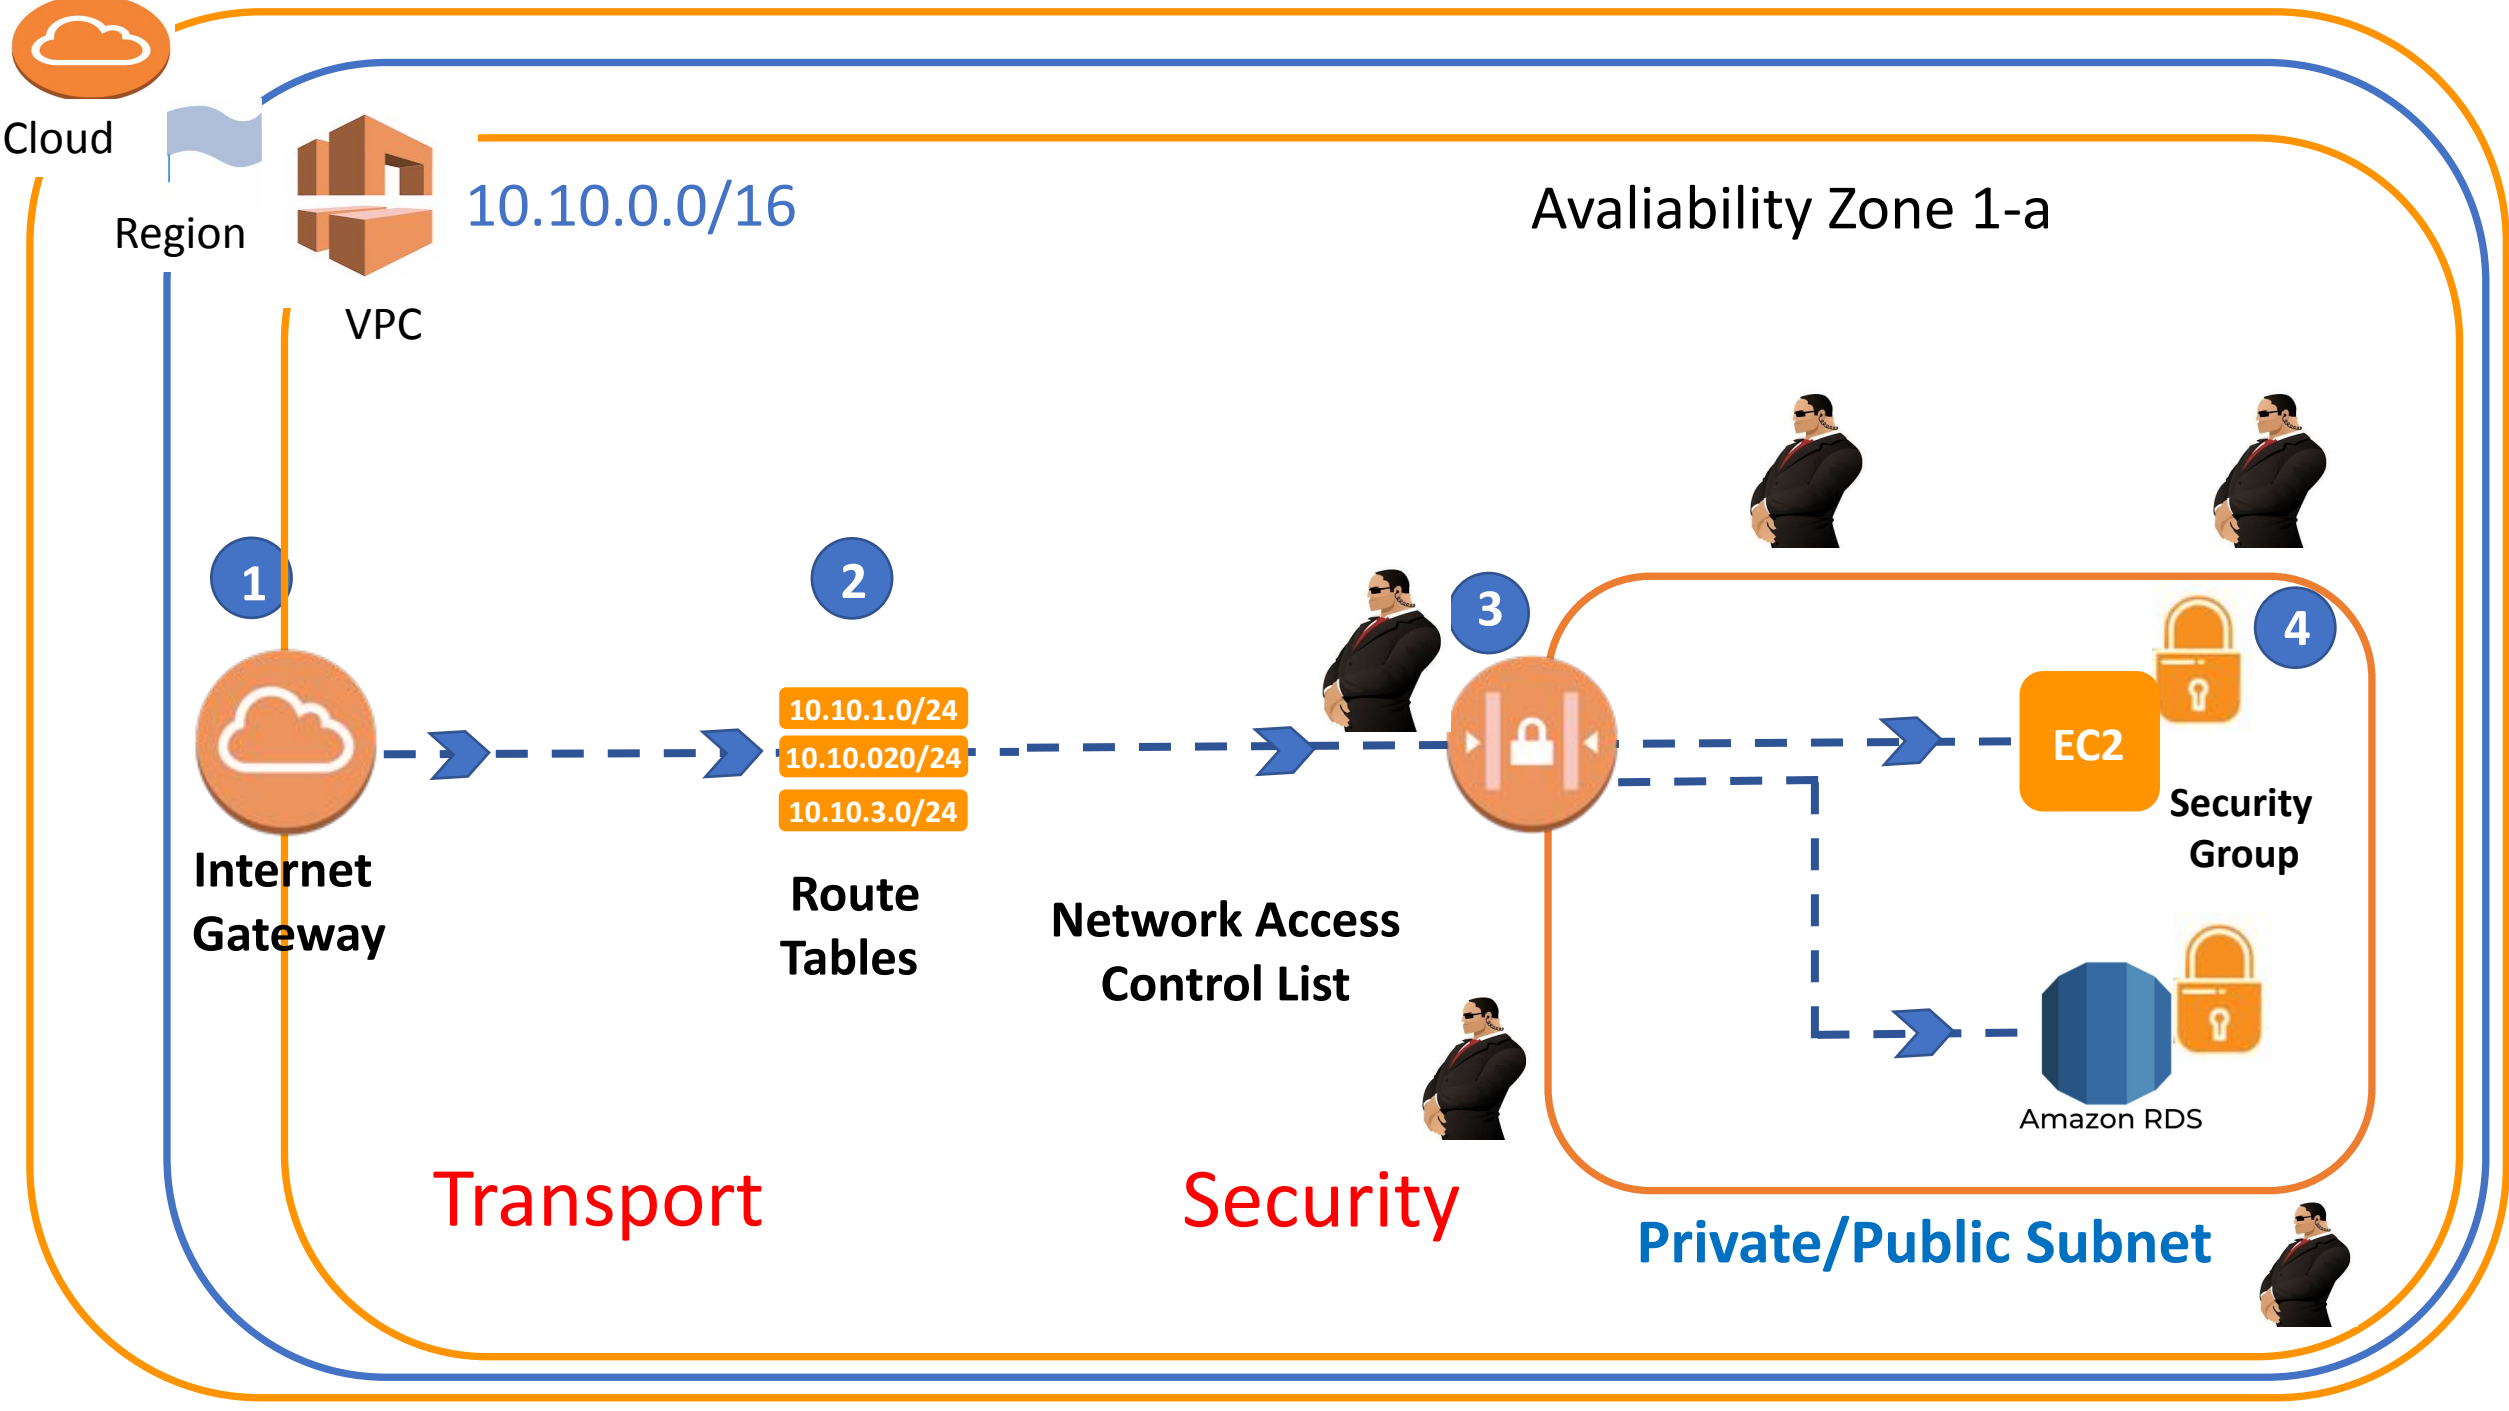 Cloud
Region
VPC
10.10.0.0/16
Avaliability Zone 1-a
1
2
3
4
10.10.1.0/24
10.10.020/24
10.10.3.0/24
EC2
Security
Group
Internet
Gateway
Route
Tables
Network Access
Control List
Amazon RDS
Transport
Security
Private/Public Subnet